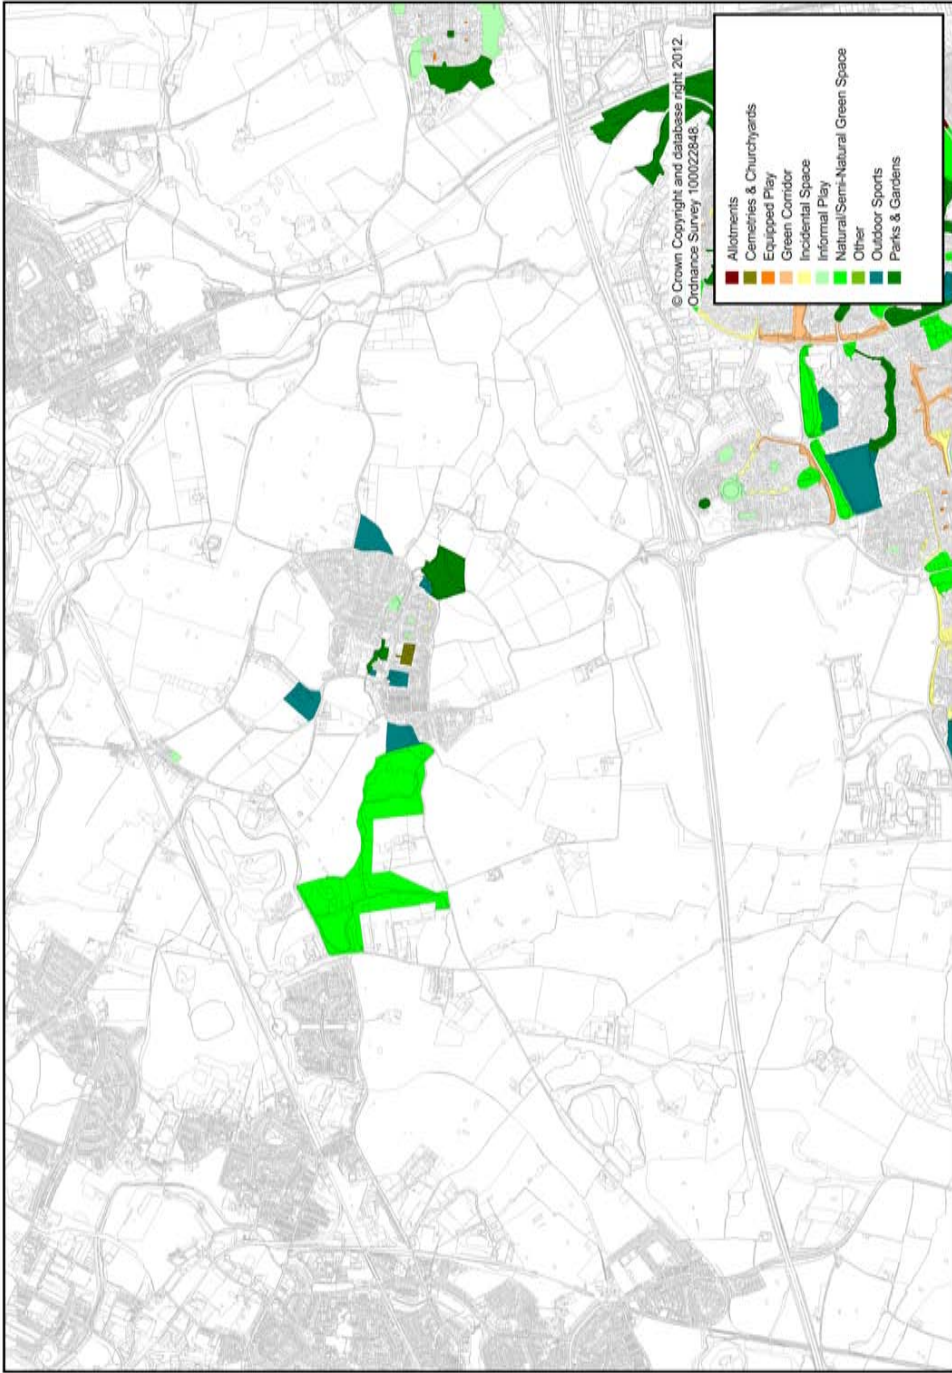 © Crown Copyright and database right 2012.
Ordnance Survey 100022848.
Allotments
Cemetries & Churchyards
Equipped Play
Green Corridor
Incidental Space
Informal Play
Natural/Semi-Natural Green Space
Other
Outdoor Sports
Parks & Gardens